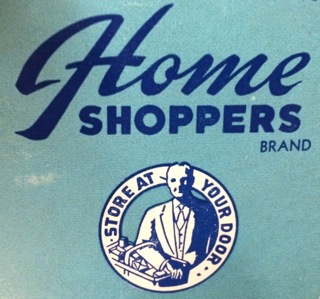 Home
SHOPPERS
BRAND
· STORE AT YOUR DOOR ·